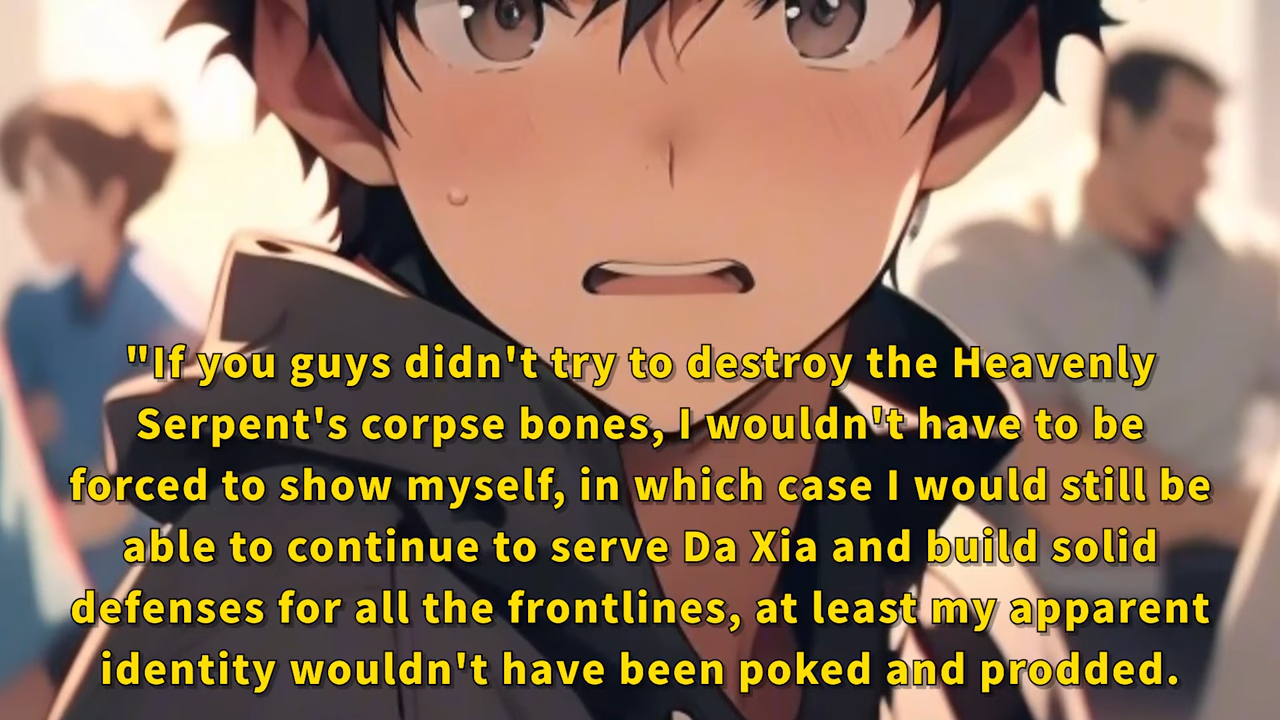 "If you guys didn't try to destroy the Heavenly
Serpent's corpse bones, I wouldn't have to be
forced to show myself, in which case I would still be
able to continue to serve Da Xia and build solid
defenses for all the frontlines, at least my apparent
identity wouldn't have been poked and prodded.